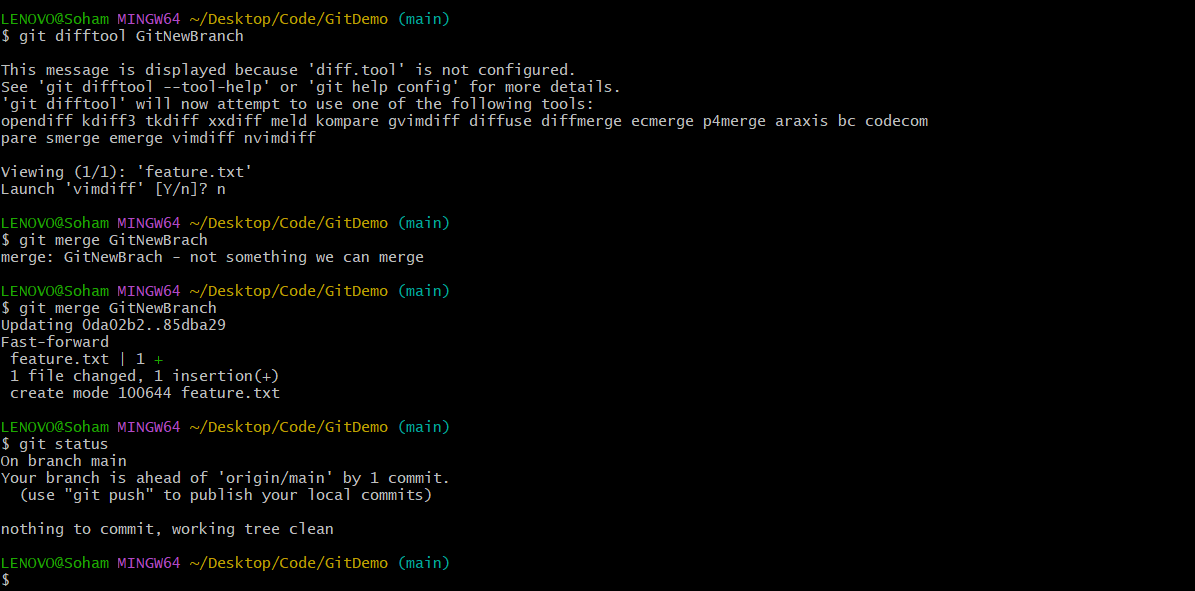 LENOVO@Soham MINGW64 ~/Desktop/Code/GitDemo (main)
$ git difftool GitNewBranch
This message is displayed because 'diff.tool' is not configured.
See 'git difftool --tool-help' or 'git help config' for more details.
'git difftool' will now attempt to use one of the following tools:
opendiff kdiff3 tkdiff xxdiff meld kompare gvimdiff diffuse diffmerge ecmerge p4merge araxis bc codecom
pare smerge emerge vimdiff nvimdiff
Viewing (1/1): 'feature.txt'
Launch 'vimdiff' [Y/n]? n
LENOVO@Soham MINGW64 ~/Desktop/Code/GitDemo (main)
$ git merge GitNewBrach
merge: GitNewBrach - not something we can merge
LENOVO@Soham MINGW64 ~/Desktop/Code/GitDemo (main)
$ git merge GitNewBranch
Updating 0da02b2..85dba29
Fast-forward
 feature.txt | 1 +
 1 file changed, 1 insertion(+)
 create mode 100644 feature.txt
LENOVO@Soham MINGW64 ~/Desktop/Code/GitDemo (main)
$ git status
On branch main
Your branch is ahead of 'origin/main' by 1 commit.
  (use "git push" to publish your local commits)
nothing to commit, working tree clean
LENOVO@Soham MINGW64 ~/Desktop/Code/GitDemo (main)
$